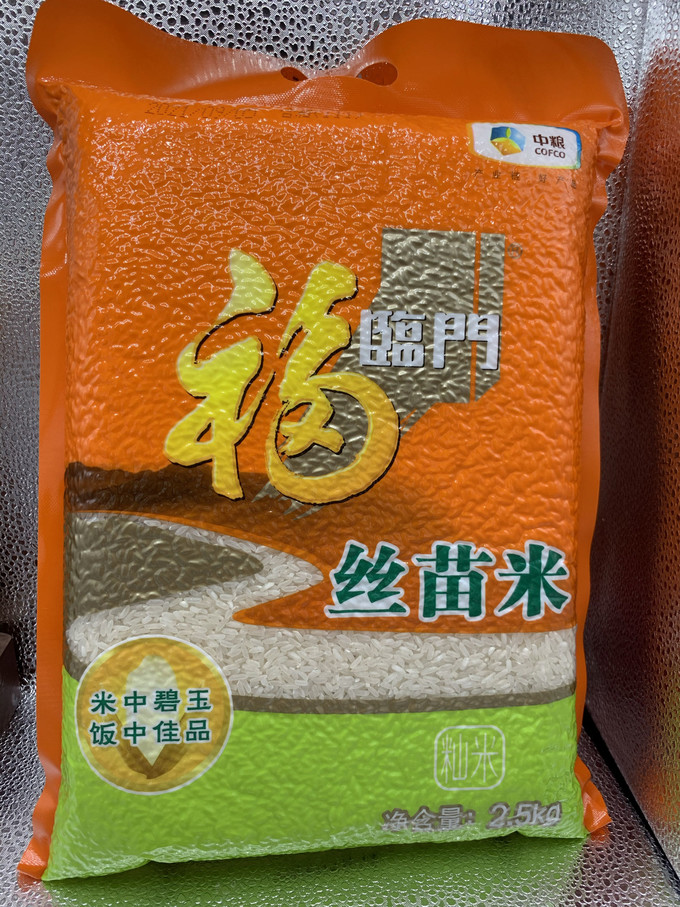 中粮
COFCO
福臨門
丝苗米
米中碧玉
饭中佳品
籼米
净含量：2.5kg